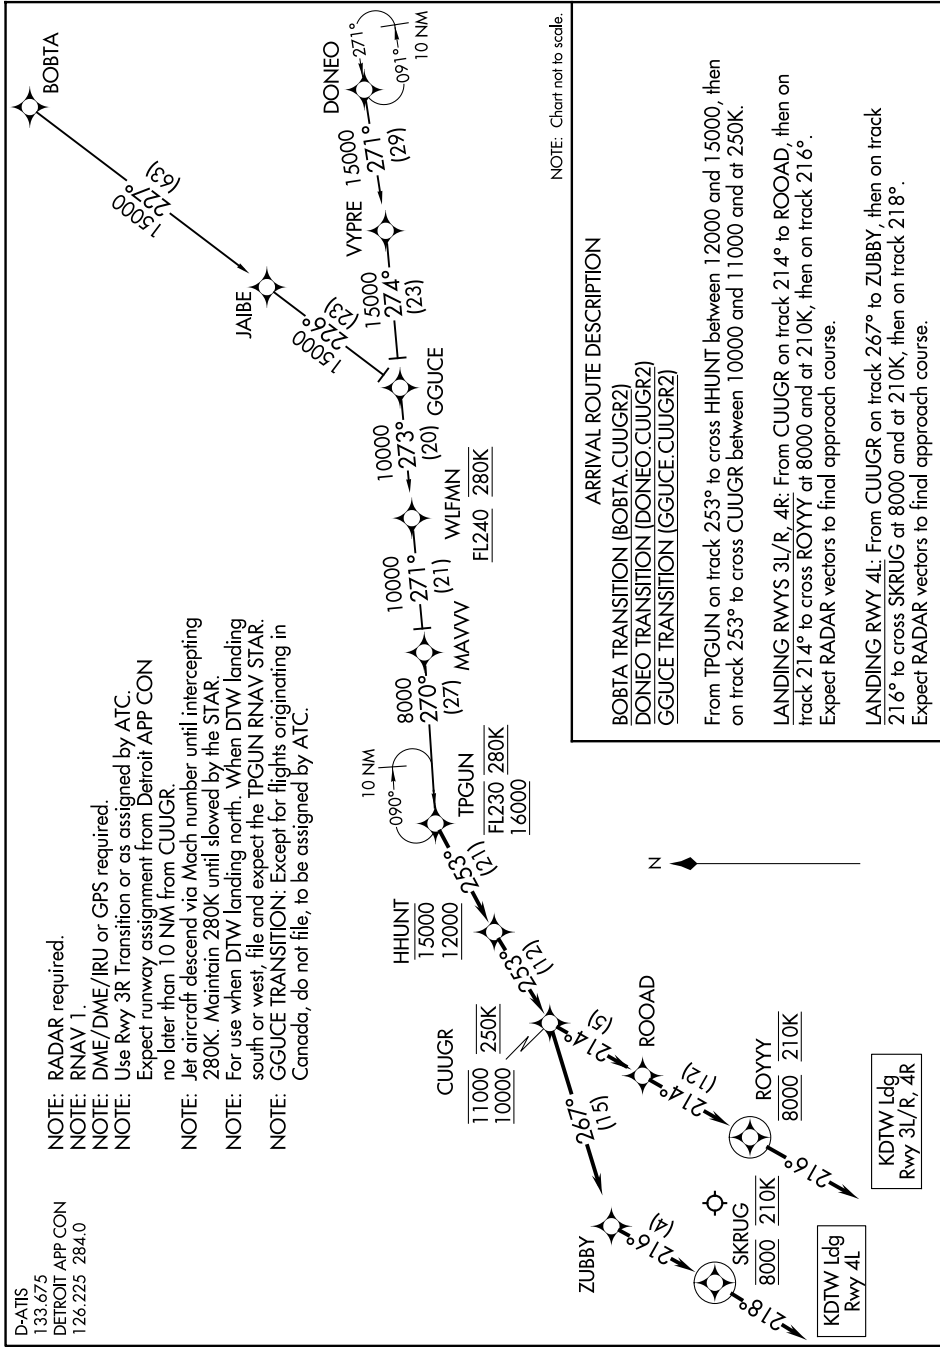 D-ATIS
133.675
DETROIT APP CON
126.225 284.0
NOTE: RADAR required.
NOTE: RNAV 1.
NOTE: DME/DME/IRU or GPS required.
NOTE: Use Rwy 3R Transition or as assigned by ATC.
Expect runway assignment from Detroit APP CON
no later than 10 NM from CUUGR.
NOTE: Jet aircraft descend via Mach number until intercepting
280K. Maintain 280K until slowed by the STAR.
NOTE: For use when DTW landing north. When DTW landing
south or west, file and expect the TPGUN RNAV STAR.
NOTE: GGUCE TRANSITION: Except for flights originating in
Canada, do not file, to be assigned by ATC.
BOBTA
15000
227°
(63)
JAIBE
15000
226°
(23)
DONEO
271°
091°
10 NM
15000
271°
(29)
VYPRE
15000
274°
(23)
GGUCE
10000
273°
(20)
WLFMN
FL240 280K
10000
271°
(21)
MAVVV
8000
270°
(27)
10 NM
090°
TPGUN
FL230 280K
16000
253°
(21)
HHUNT
15000
12000
253°
(12)
CUUGR
11000 250K
10000
214°
(5)
ROOAD
214°
(12)
ROYYY
8000 210K
216°
KDTW Ldg
Rwy 3L/R, 4R
267°
(15)
ZUBBY
216°
(4)
SKRUG
8000 210K
218°
KDTW Ldg
Rwy 4L
N
NOTE: Chart not to scale.
ARRIVAL ROUTE DESCRIPTION
BOBTA TRANSITION (BOBTA.CUUGR2)
DONEO TRANSITION (DONEO.CUUGR2)
GGUCE TRANSITION (GGUCE.CUUGR2)
From TPGUN on track 253° to cross HHUNT between 12000 and 15000, then
on track 253° to cross CUUGR between 10000 and 11000 and at 250K.
LANDING RWYS 3L/R, 4R: From CUUGR on track 214° to ROOAD, then on
track 214° to cross ROYYY at 8000 and at 210K, then on track 216°.
Expect RADAR vectors to final approach course.
LANDING RWY 4L: From CUUGR on track 267° to ZUBBY, then on track
216° to cross SKRUG at 8000 and at 210K, then on track 218°.
Expect RADAR vectors to final approach course.